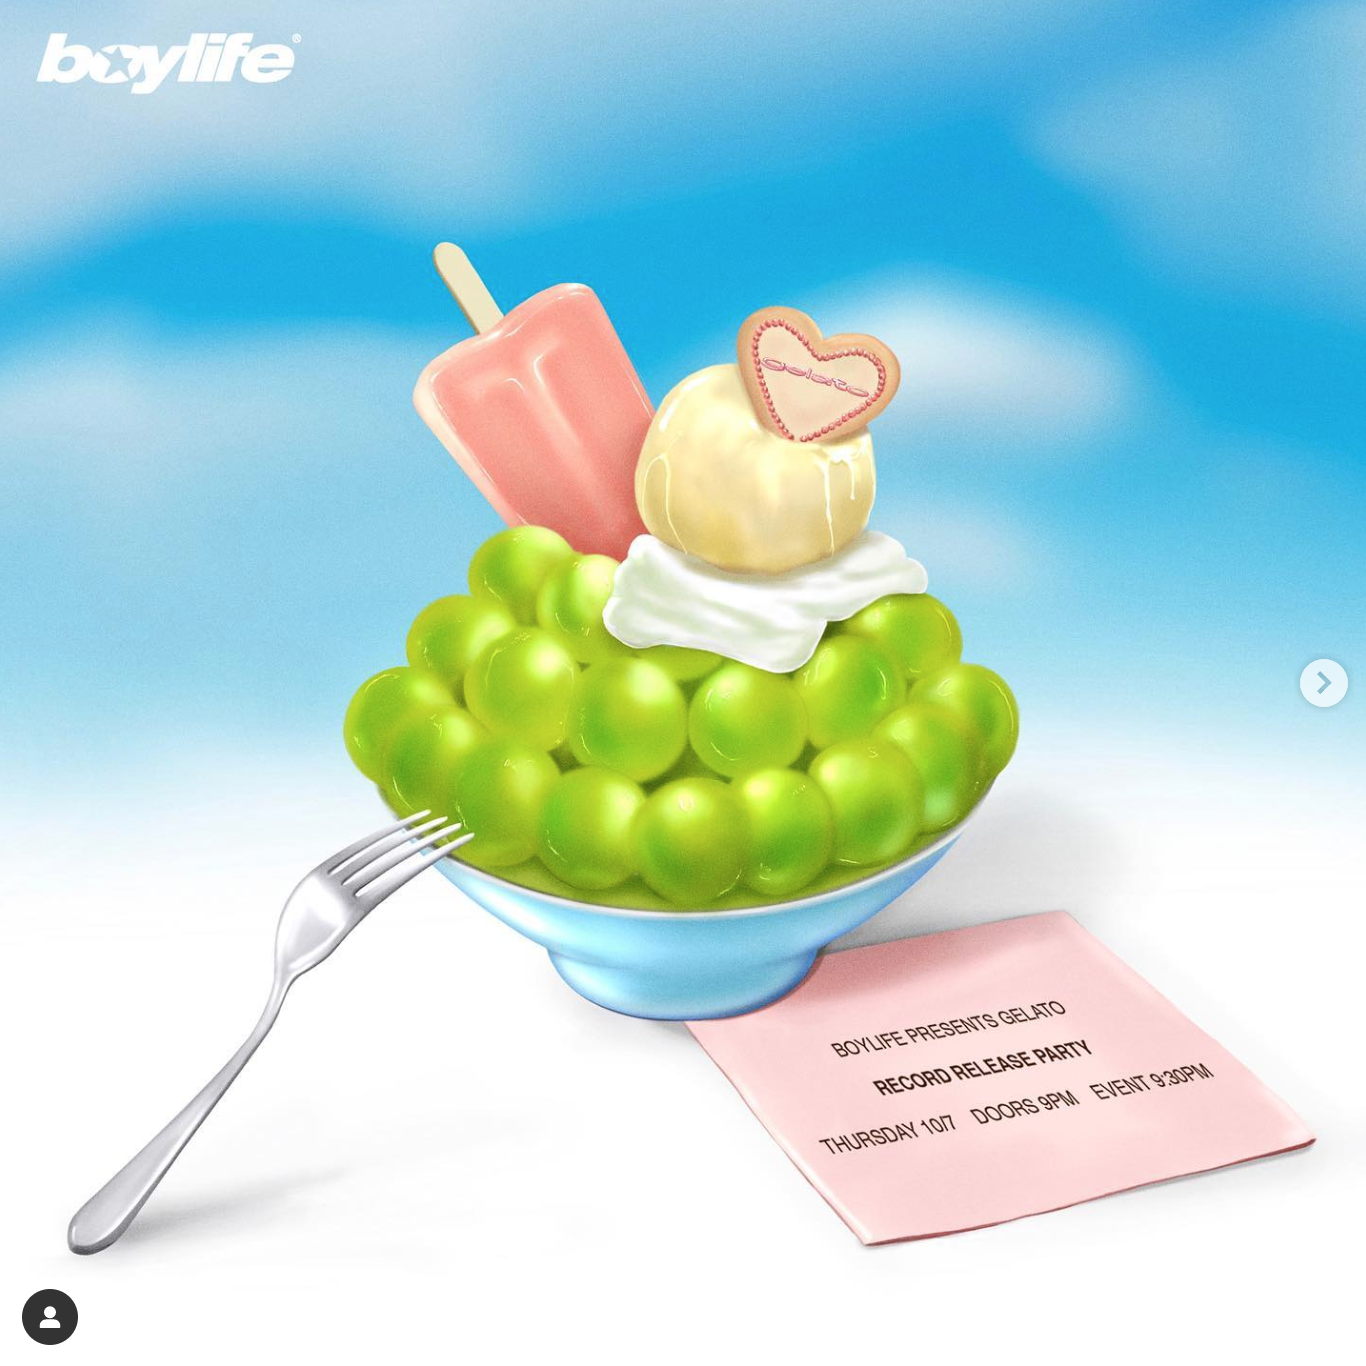 boylife®
gelato
BOYLIFE PRESENTS GELATO
RECORD RELEASE PARTY
THURSDAY 10/7 DOORS 9PM EVENT 9:30PM